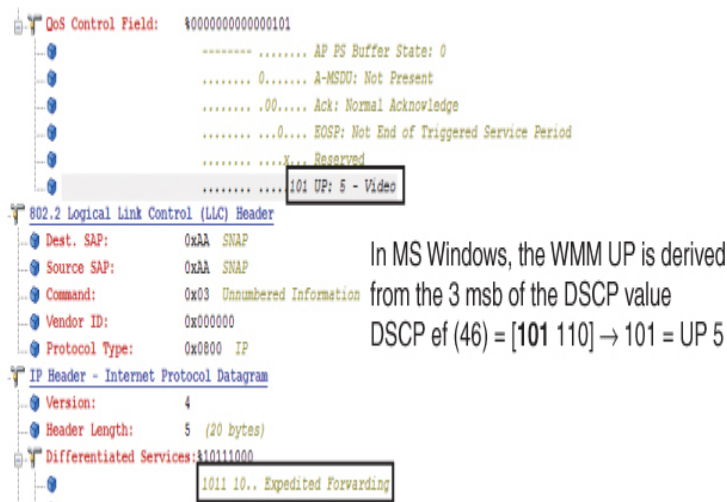 QoS Control Field: %0000000000000101
-------- ........ AP PS Buffer State: 0
........ 0....... A-MSDU: Not Present
........ .00..... Ack: Normal Acknowledge
........ ...0.... EOSP: Not End of Triggered Service Period
........ ....x... Reserved
........ .....101 UP: 5 - Video
802.2 Logical Link Control (LLC) Header
Dest. SAP: 0xAA SNAP
Source SAP: 0xAA SNAP
Command: 0x03 Unnumbered Information
Vendor ID: 0x000000
Protocol Type: 0x0800 IP
In MS Windows, the WMM UP is derived
from the 3 msb of the DSCP value
DSCP ef (46) = [101 110] → 101 = UP 5
IP Header - Internet Protocol Datagram
Version: 4
Header Length: 5 (20 bytes)
Differentiated Services:%10111000
1011 10.. Expedited Forwarding